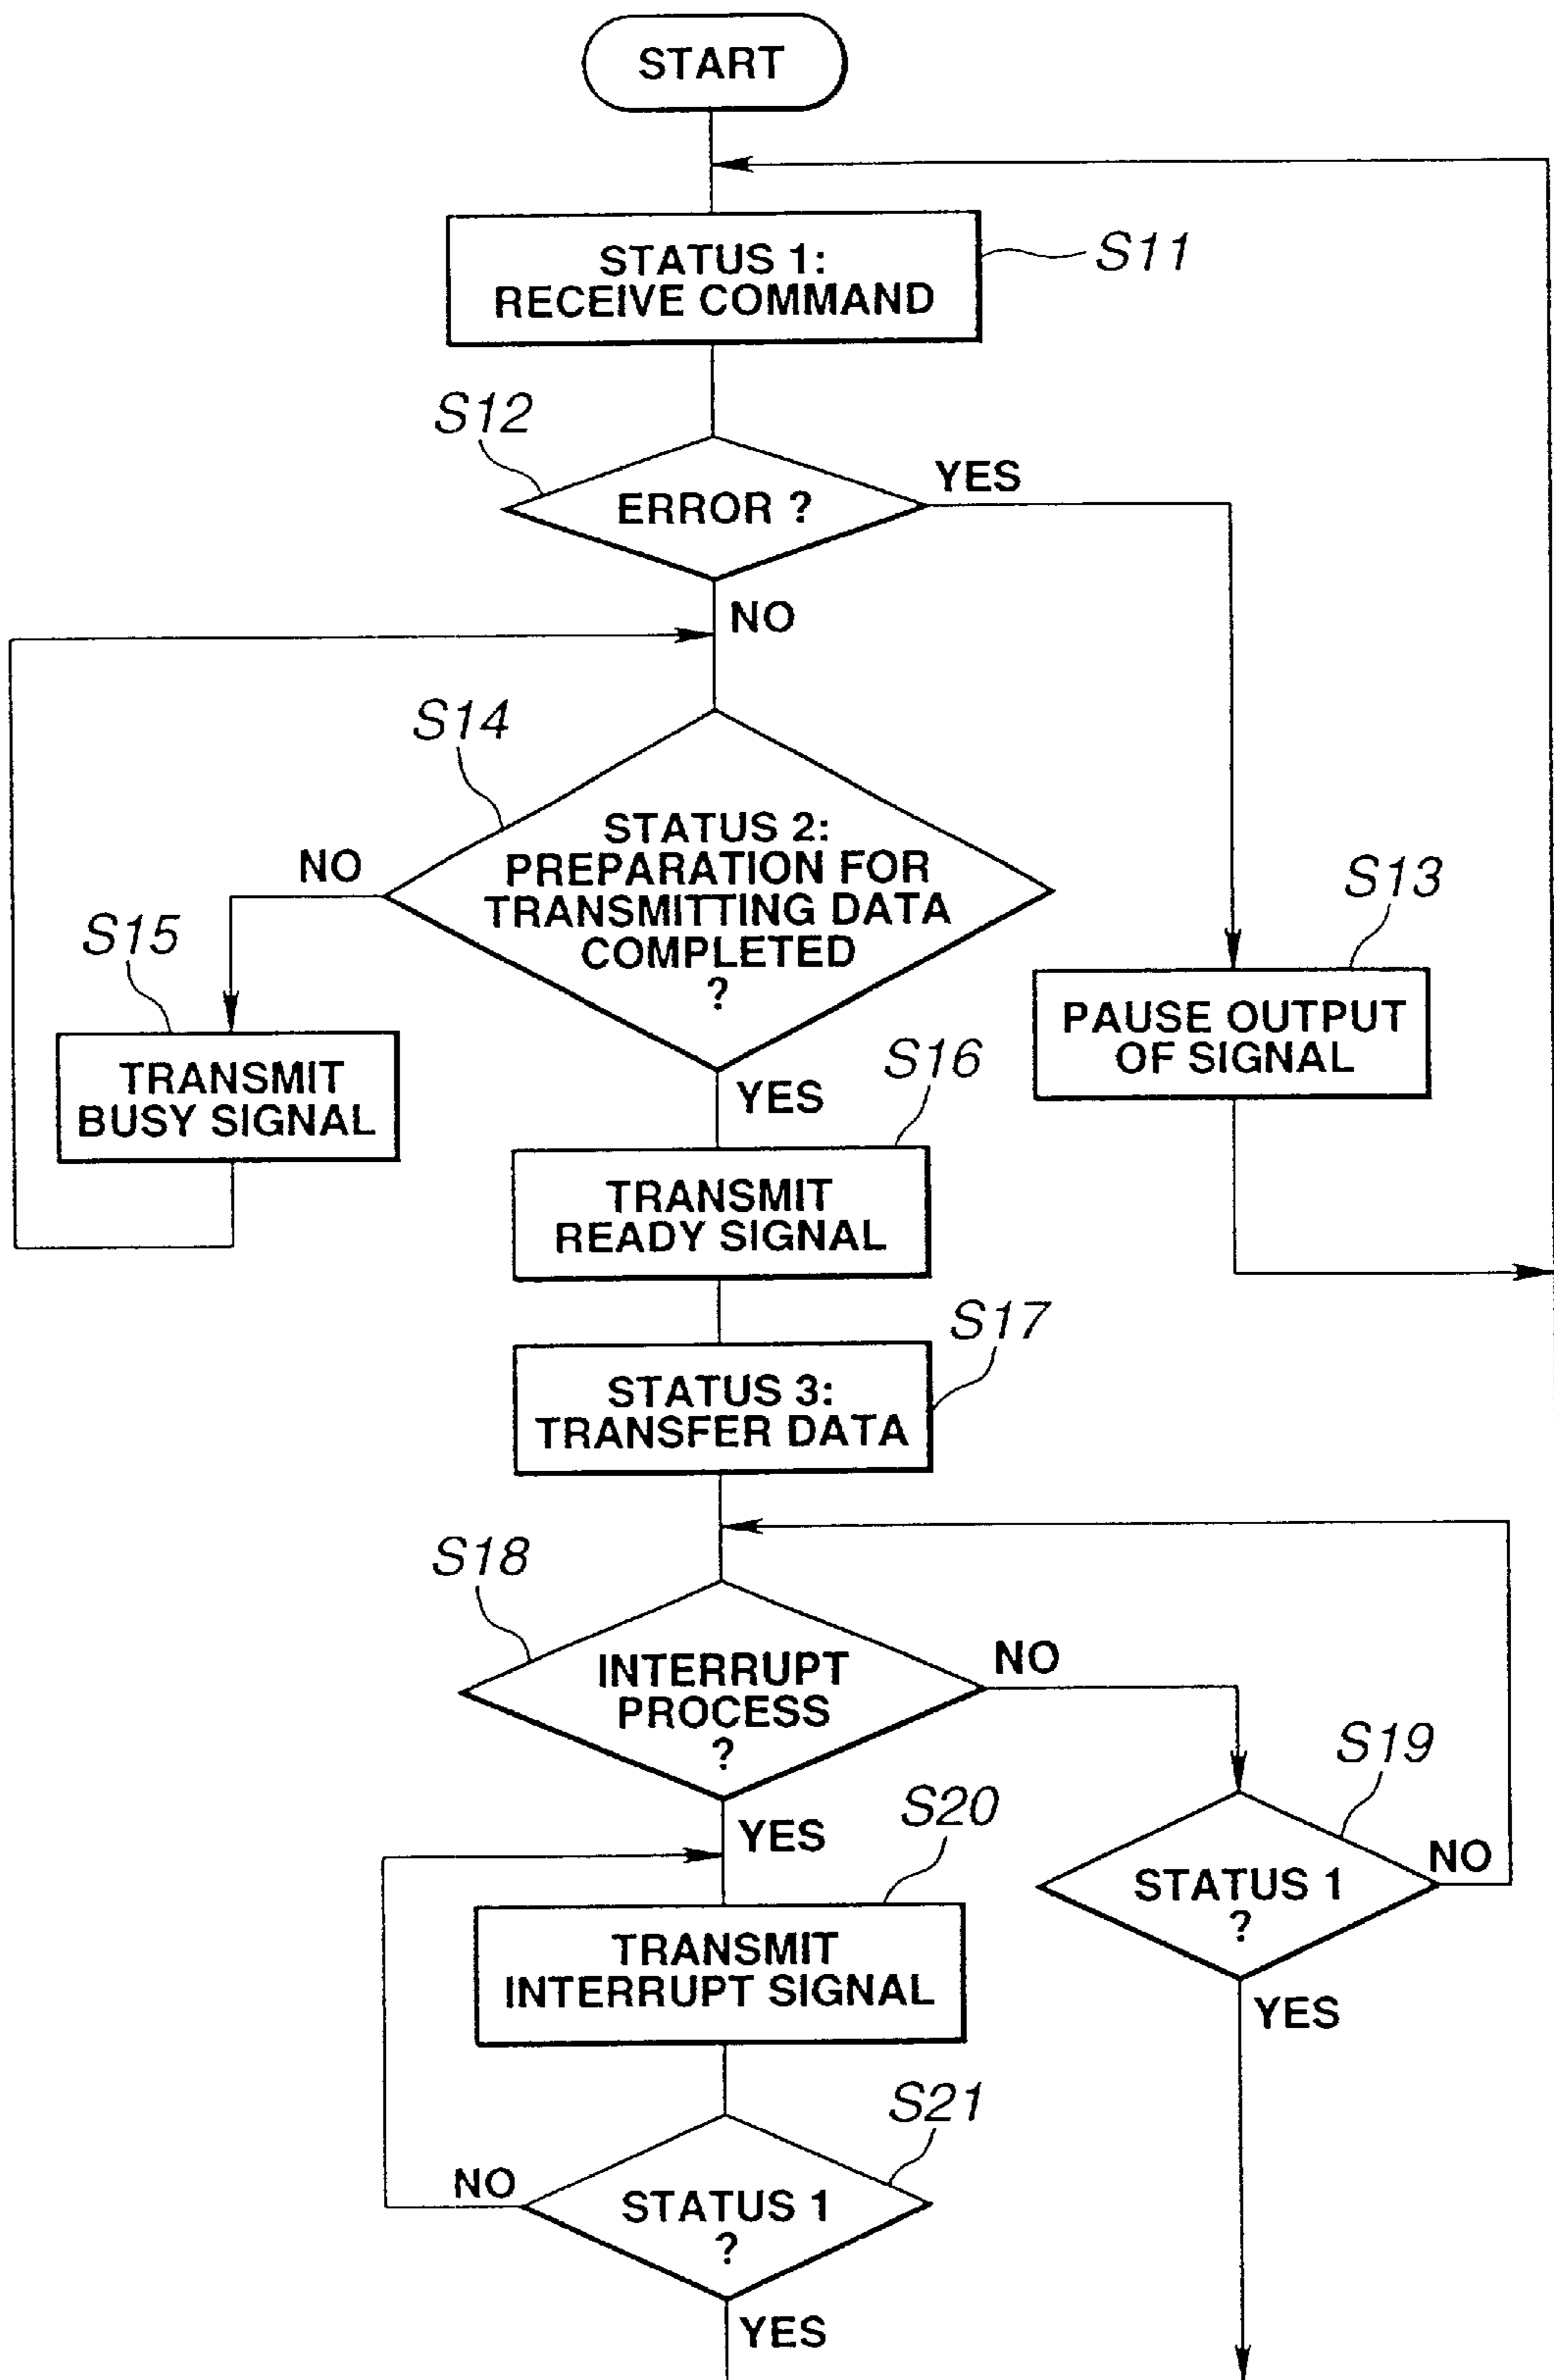 START
STATUS 1:
RECEIVE COMMAND
S11
S12
ERROR ?
YES
NO
S14
STATUS 2:
PREPARATION FOR
TRANSMITTING DATA
COMPLETED
?
NO
S15
TRANSMIT
BUSY SIGNAL
S13
PAUSE OUTPUT
OF SIGNAL
YES
S16
TRANSMIT
READY SIGNAL
S17
STATUS 3:
TRANSFER DATA
S18
INTERRUPT
PROCESS
?
NO
S19
STATUS 1
?
NO
YES
YES
S20
TRANSMIT
INTERRUPT SIGNAL
S21
STATUS 1
?
NO
YES